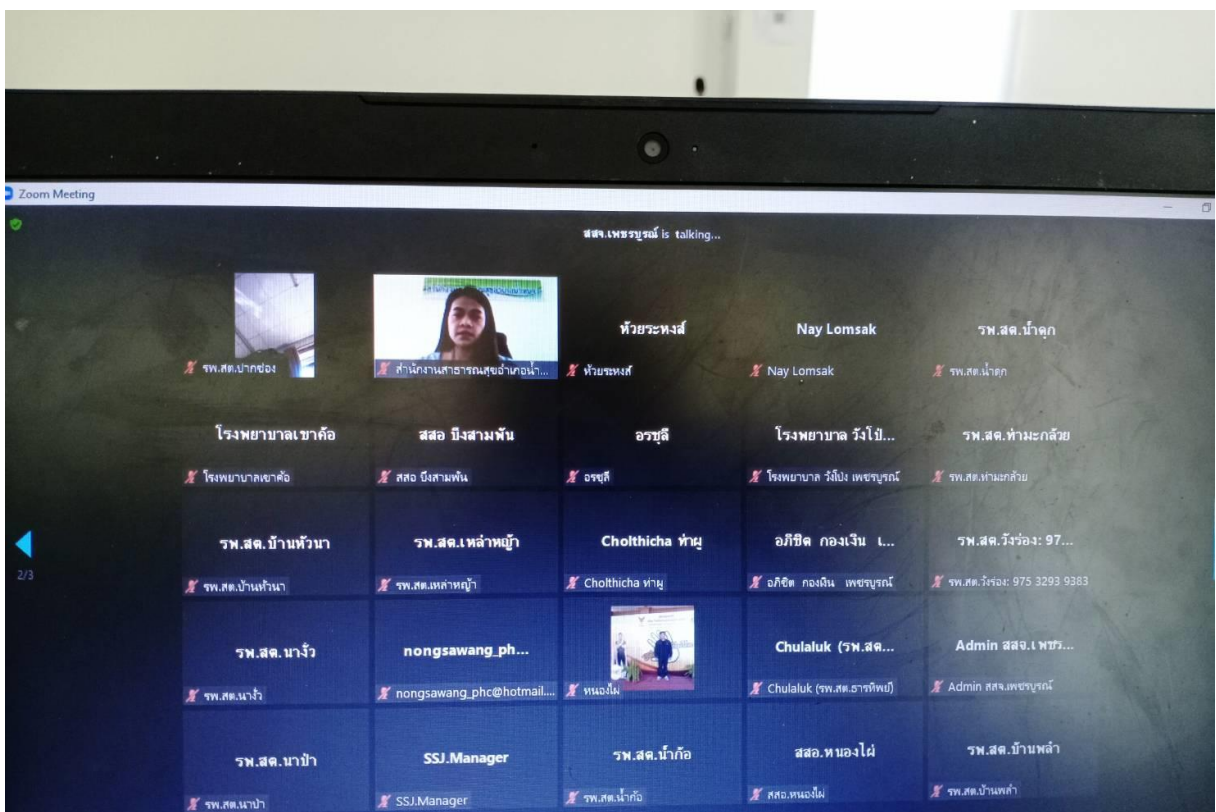 Zoom Meeting
สสจ.เพชรบูรณ์ is talking...
รพ.สต.ปากช่อง
สำนักงานสาธารณสุขอำเภอน้ำ...
ห้วยระหงส์
ห้วยระหงส์
Nay Lomsak
Nay Lomsak
รพ.สต.น้ำดุก
รพ.สต.น้ำดุก
โรงพยาบาลเขาค้อ
โรงพยาบาลเขาค้อ
สสอ บึงสามพัน
สสอ บึงสามพัน
อรชุลี
อรชุลี
โรงพยาบาล วังโป่...
โรงพยาบาล วังโป่ง เพชรบูรณ์
รพ.สต.ท่ามะกล้วย
รพ.สต.ท่ามะกล้วย
รพ.สต.บ้านหัวนา
รพ.สต.บ้านหัวนา
รพ.สต.เหล่าหญ้า
รพ.สต.เหล่าหญ้า
Cholthicha ท่าผู
Cholthicha ท่าผู
อภิชิต กองเงิน เ...
อภิชิต กองเงิน เพชรบูรณ์
รพ.สต.วังร่อง: 97...
รพ.สต.วังร่อง: 975 3293 9383
2/3
รพ.สต.นางั่ว
รพ.สต.นางั่ว
nongsawang_ph...
nongsawang_phc@hotmail....
หนองไผ่
Chulaluk (รพ.สต...
Chulaluk (รพ.สต.ธารทิพย์)
Admin สสจ.เพชร...
Admin สสจ.เพชรบูรณ์
รพ.สต.นาป่า
รพ.สต.นาป่า
SSJ.Manager
SSJ.Manager
รพ.สต.น้ำก้อ
รพ.สต.น้ำก้อ
สสอ.หนองไผ่
สสอ.หนองไผ่
รพ.สต.บ้านพลำ
รพ.สต.บ้านพลำ